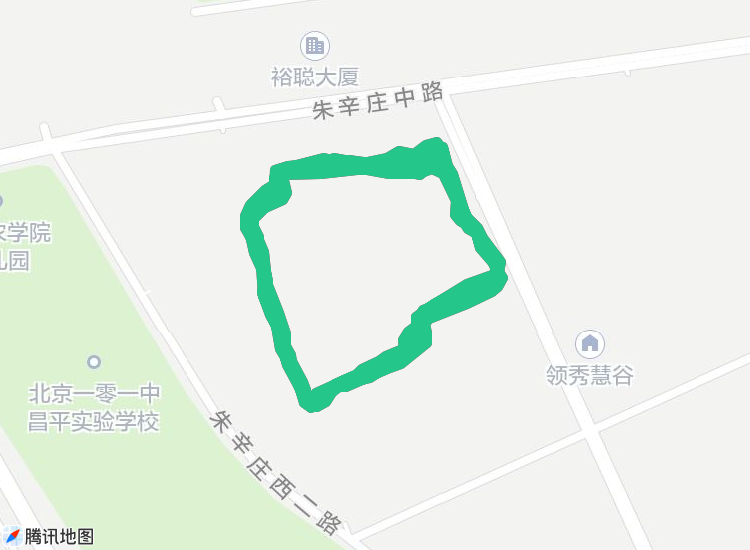 裕聪大厦
朱辛庄中路
农学院
儿园
领秀慧谷
北京一零一中
昌平实验学校
朱辛庄西二路
腾讯地图